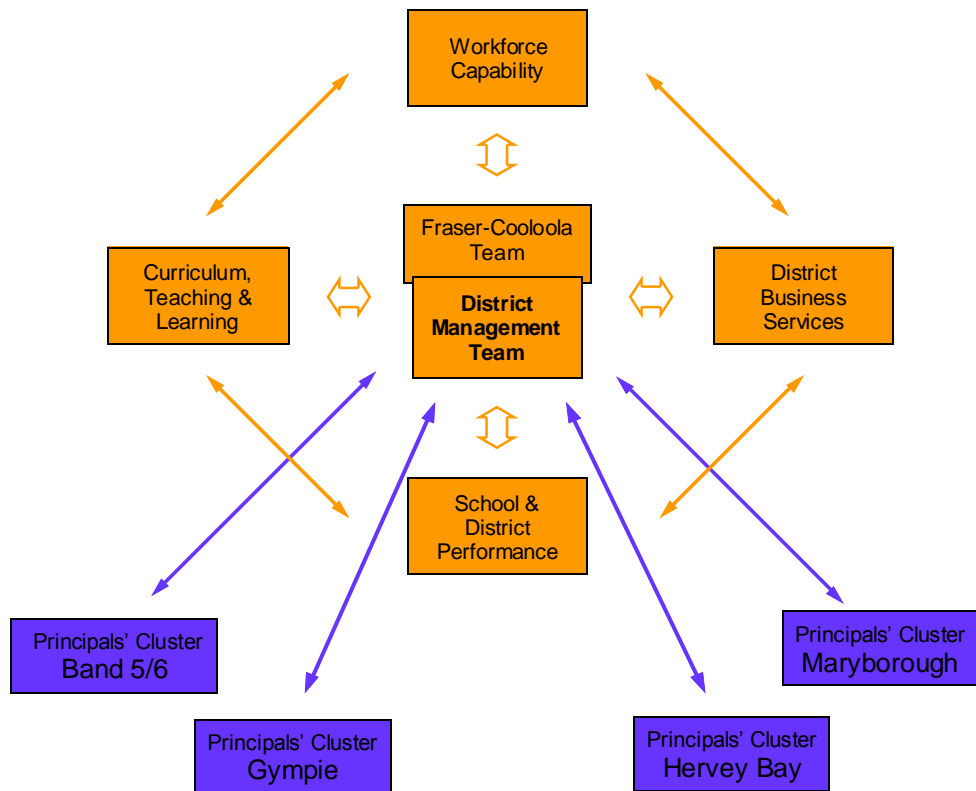 Workforce
Capability
Fraser-Cooloola
Team
Curriculum,
Teaching &
Learning
District
Management
Team
District
Business
Services
School &
District
Performance
Principals’ Cluster
Band 5/6
Principals’ Cluster
Maryborough
Principals’ Cluster
Gympie
Principals’ Cluster
Hervey Bay